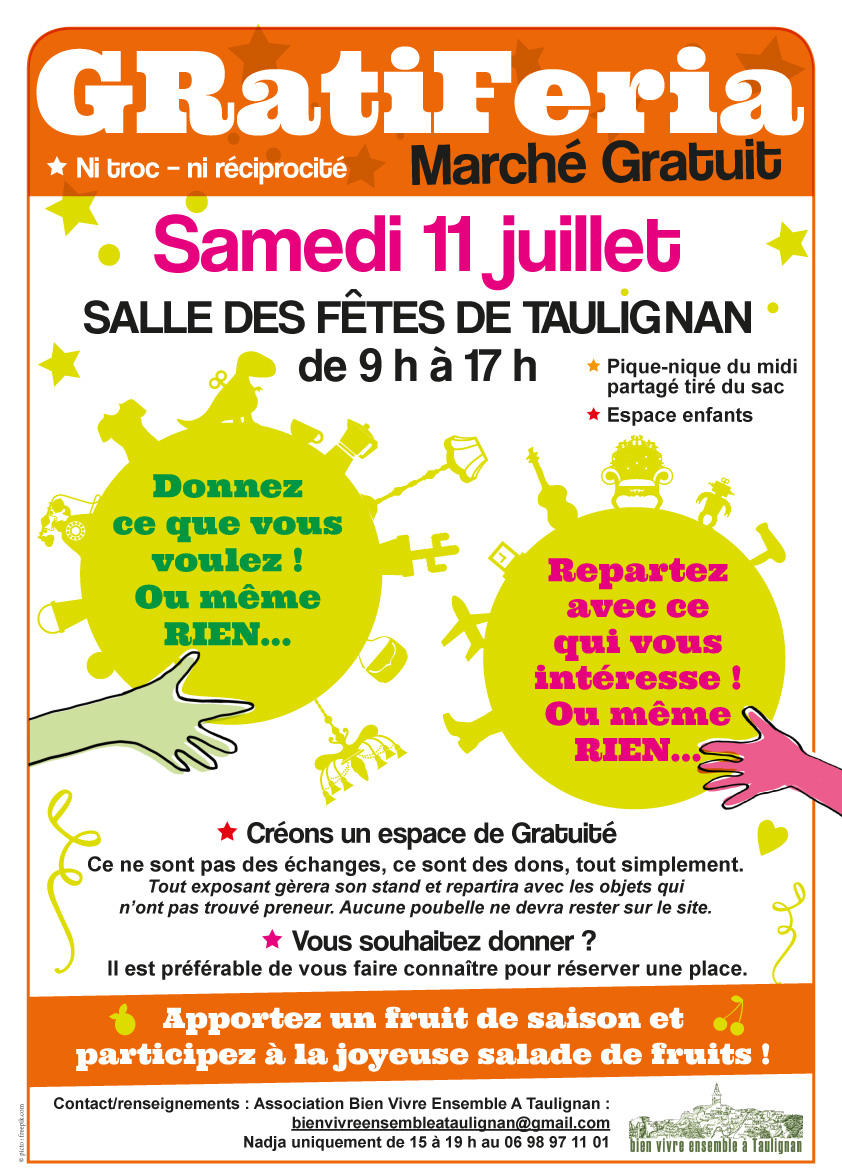 GRatiFeria
Ni troc – ni réciprocité
Marché Gratuit
Samedi 11 juillet
SALLE DES FÊTES DE TAULIGNAN
de 9 h à 17 h
Pique-nique du midi
partagé tiré du sac
Espace enfants
Donnez
ce que vous
voulez !
Ou même
RIEN...
Repartez
avec ce
qui vous
intéresse !
Ou même
RIEN...
Créons un espace de Gratuité
Ce ne sont pas des échanges, ce sont des dons, tout simplement.
Tout exposant gèrera son stand et repartira avec les objets qui
n'ont pas trouvé preneur. Aucune poubelle ne devra rester sur le site.
Vous souhaitez donner ?
Il est préférable de vous faire connaître pour réserver une place.
Apportez un fruit de saison et
participez à la joyeuse salade de fruits !
Contact/renseignements : Association Bien Vivre Ensemble A Taulignan :
bienvivreensembleataulignan@gmail.com
Nadja uniquement de 15 à 19 h au 06 98 97 11 01
bien vivre ensemble à Taulignan
© picto : freepik.com